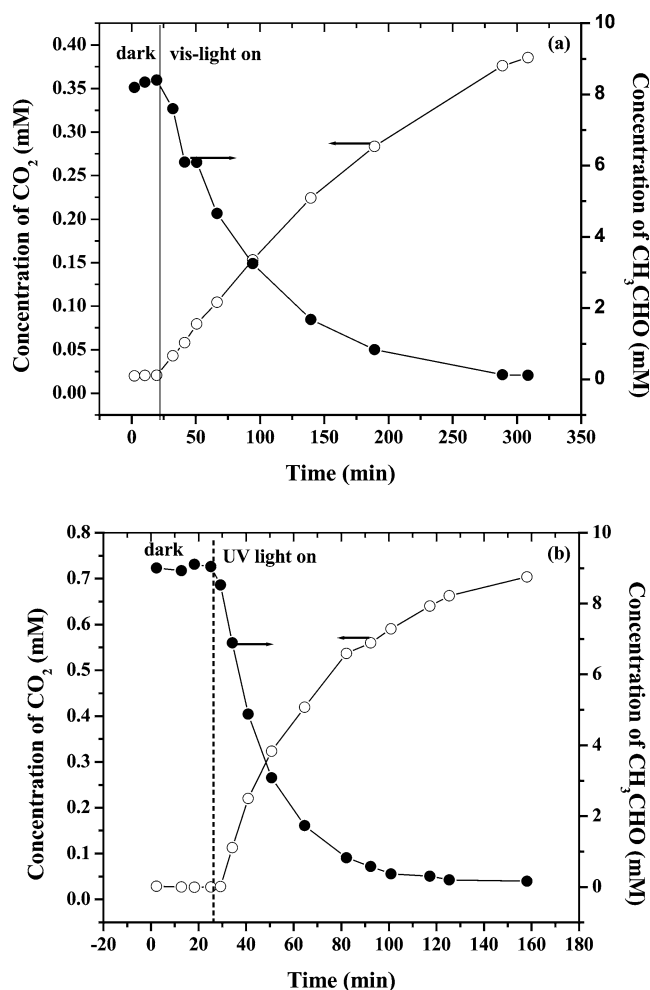 (a)
dark
vis-light on
Concentration of CO2 (mM)
0.40
0.35
0.30
0.25
0.20
0.15
0.10
0.05
0.00
10
8
6
4
2
0
Concentration of CH3CHO (mM)
0 50 100 150 200 250 300 350
Time (min)
(b)
dark
UV light on
Concentration of CO2 (mM)
0.8
0.7
0.6
0.5
0.4
0.3
0.2
0.1
0.0
10
8
6
4
2
0
Concentration of CH3CHO (mM)
-20 0 20 40 60 80 100 120 140 160 180
Time (min)